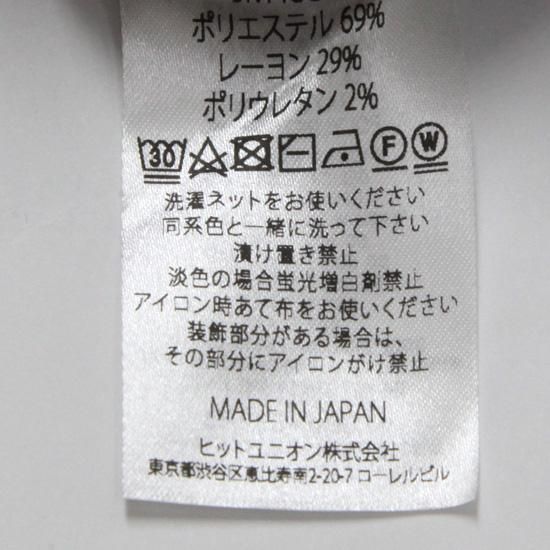 ポリエステル 69%
レーヨン 29%
ポリウレタン 2%
30 F W
洗濯ネットをお使いください
同系色と一緒に洗って下さい
漬け置き禁止
淡色の場合蛍光増白剤禁止
アイロン時あて布をお使いください
装飾部分がある場合は、
その部分にアイロンがけ禁止
MADE IN JAPAN
ヒットユニオン株式会社
東京都渋谷区恵比寿南2-20-7 ローレルビル